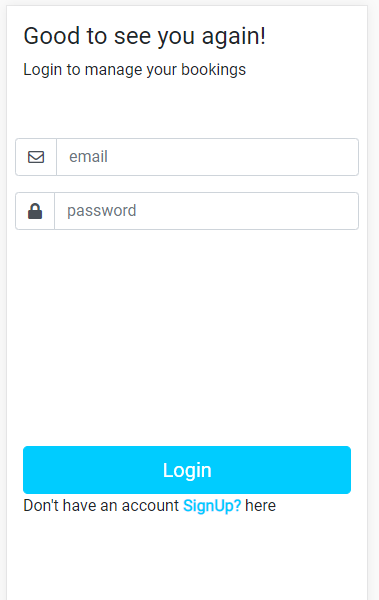 Good to see you again!
Login to manage your bookings
email
password
Login
Don't have an account SignUp? here